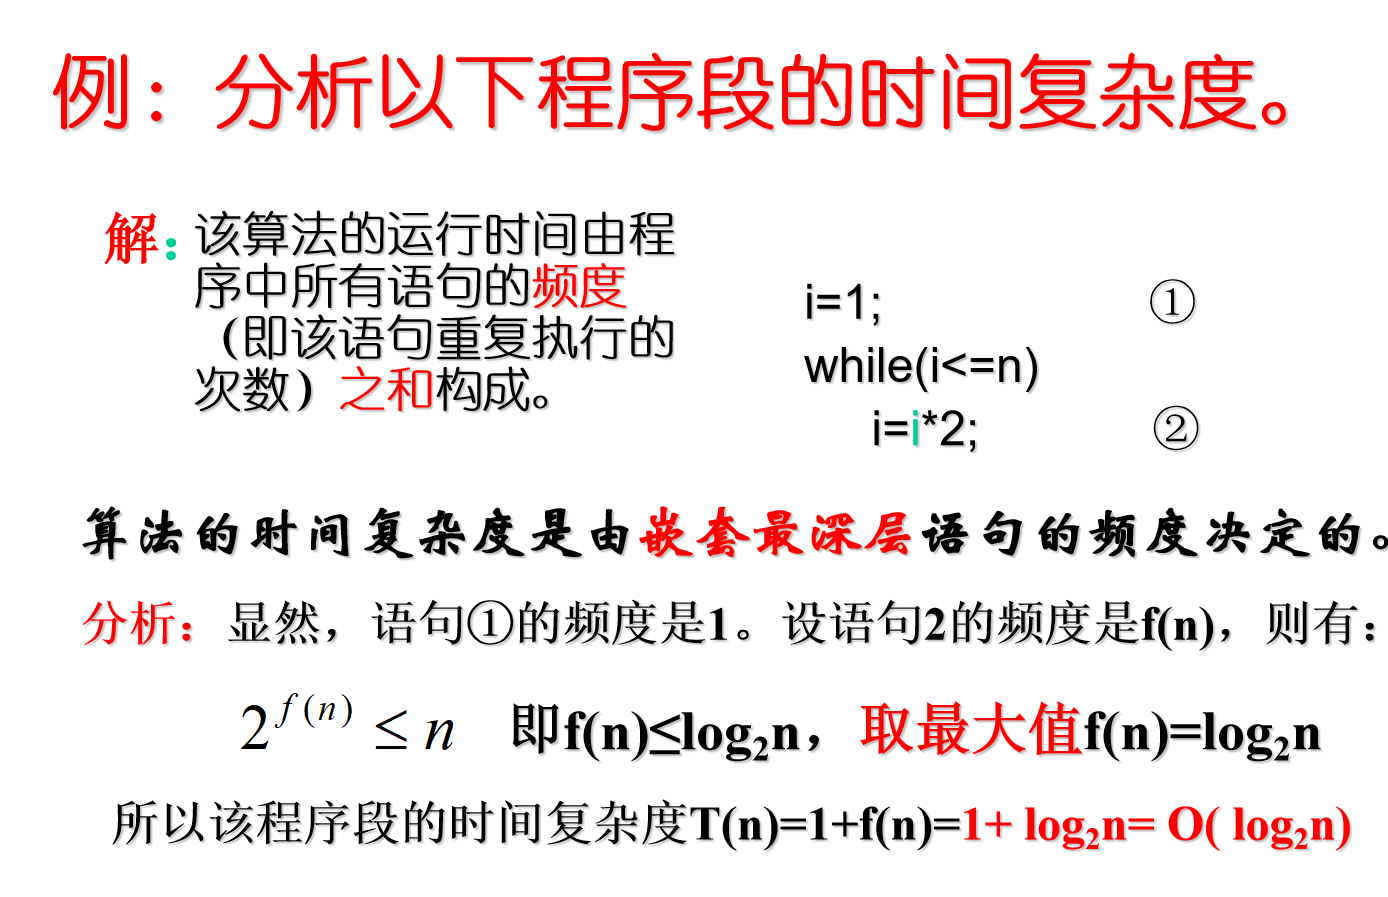 例：分析以下程序段的时间复杂度。
解：
该算法的运行时间由程
序中所有语句的频度
（即该语句重复执行的
次数）之和构成。
i=1; ①
while(i<=n)
i=i*2; ②
算法的时间复杂度是由嵌套最深层语句的频度决定的。
分析：显然，语句①的频度是1。设语句2的频度是f(n)，则有：
2^{f(n)} ≤ n 即f(n)≤log₂n，取最大值f(n)=log₂n
所以该程序段的时间复杂度T(n)=1+f(n)=1+ log₂n= O( log₂n)